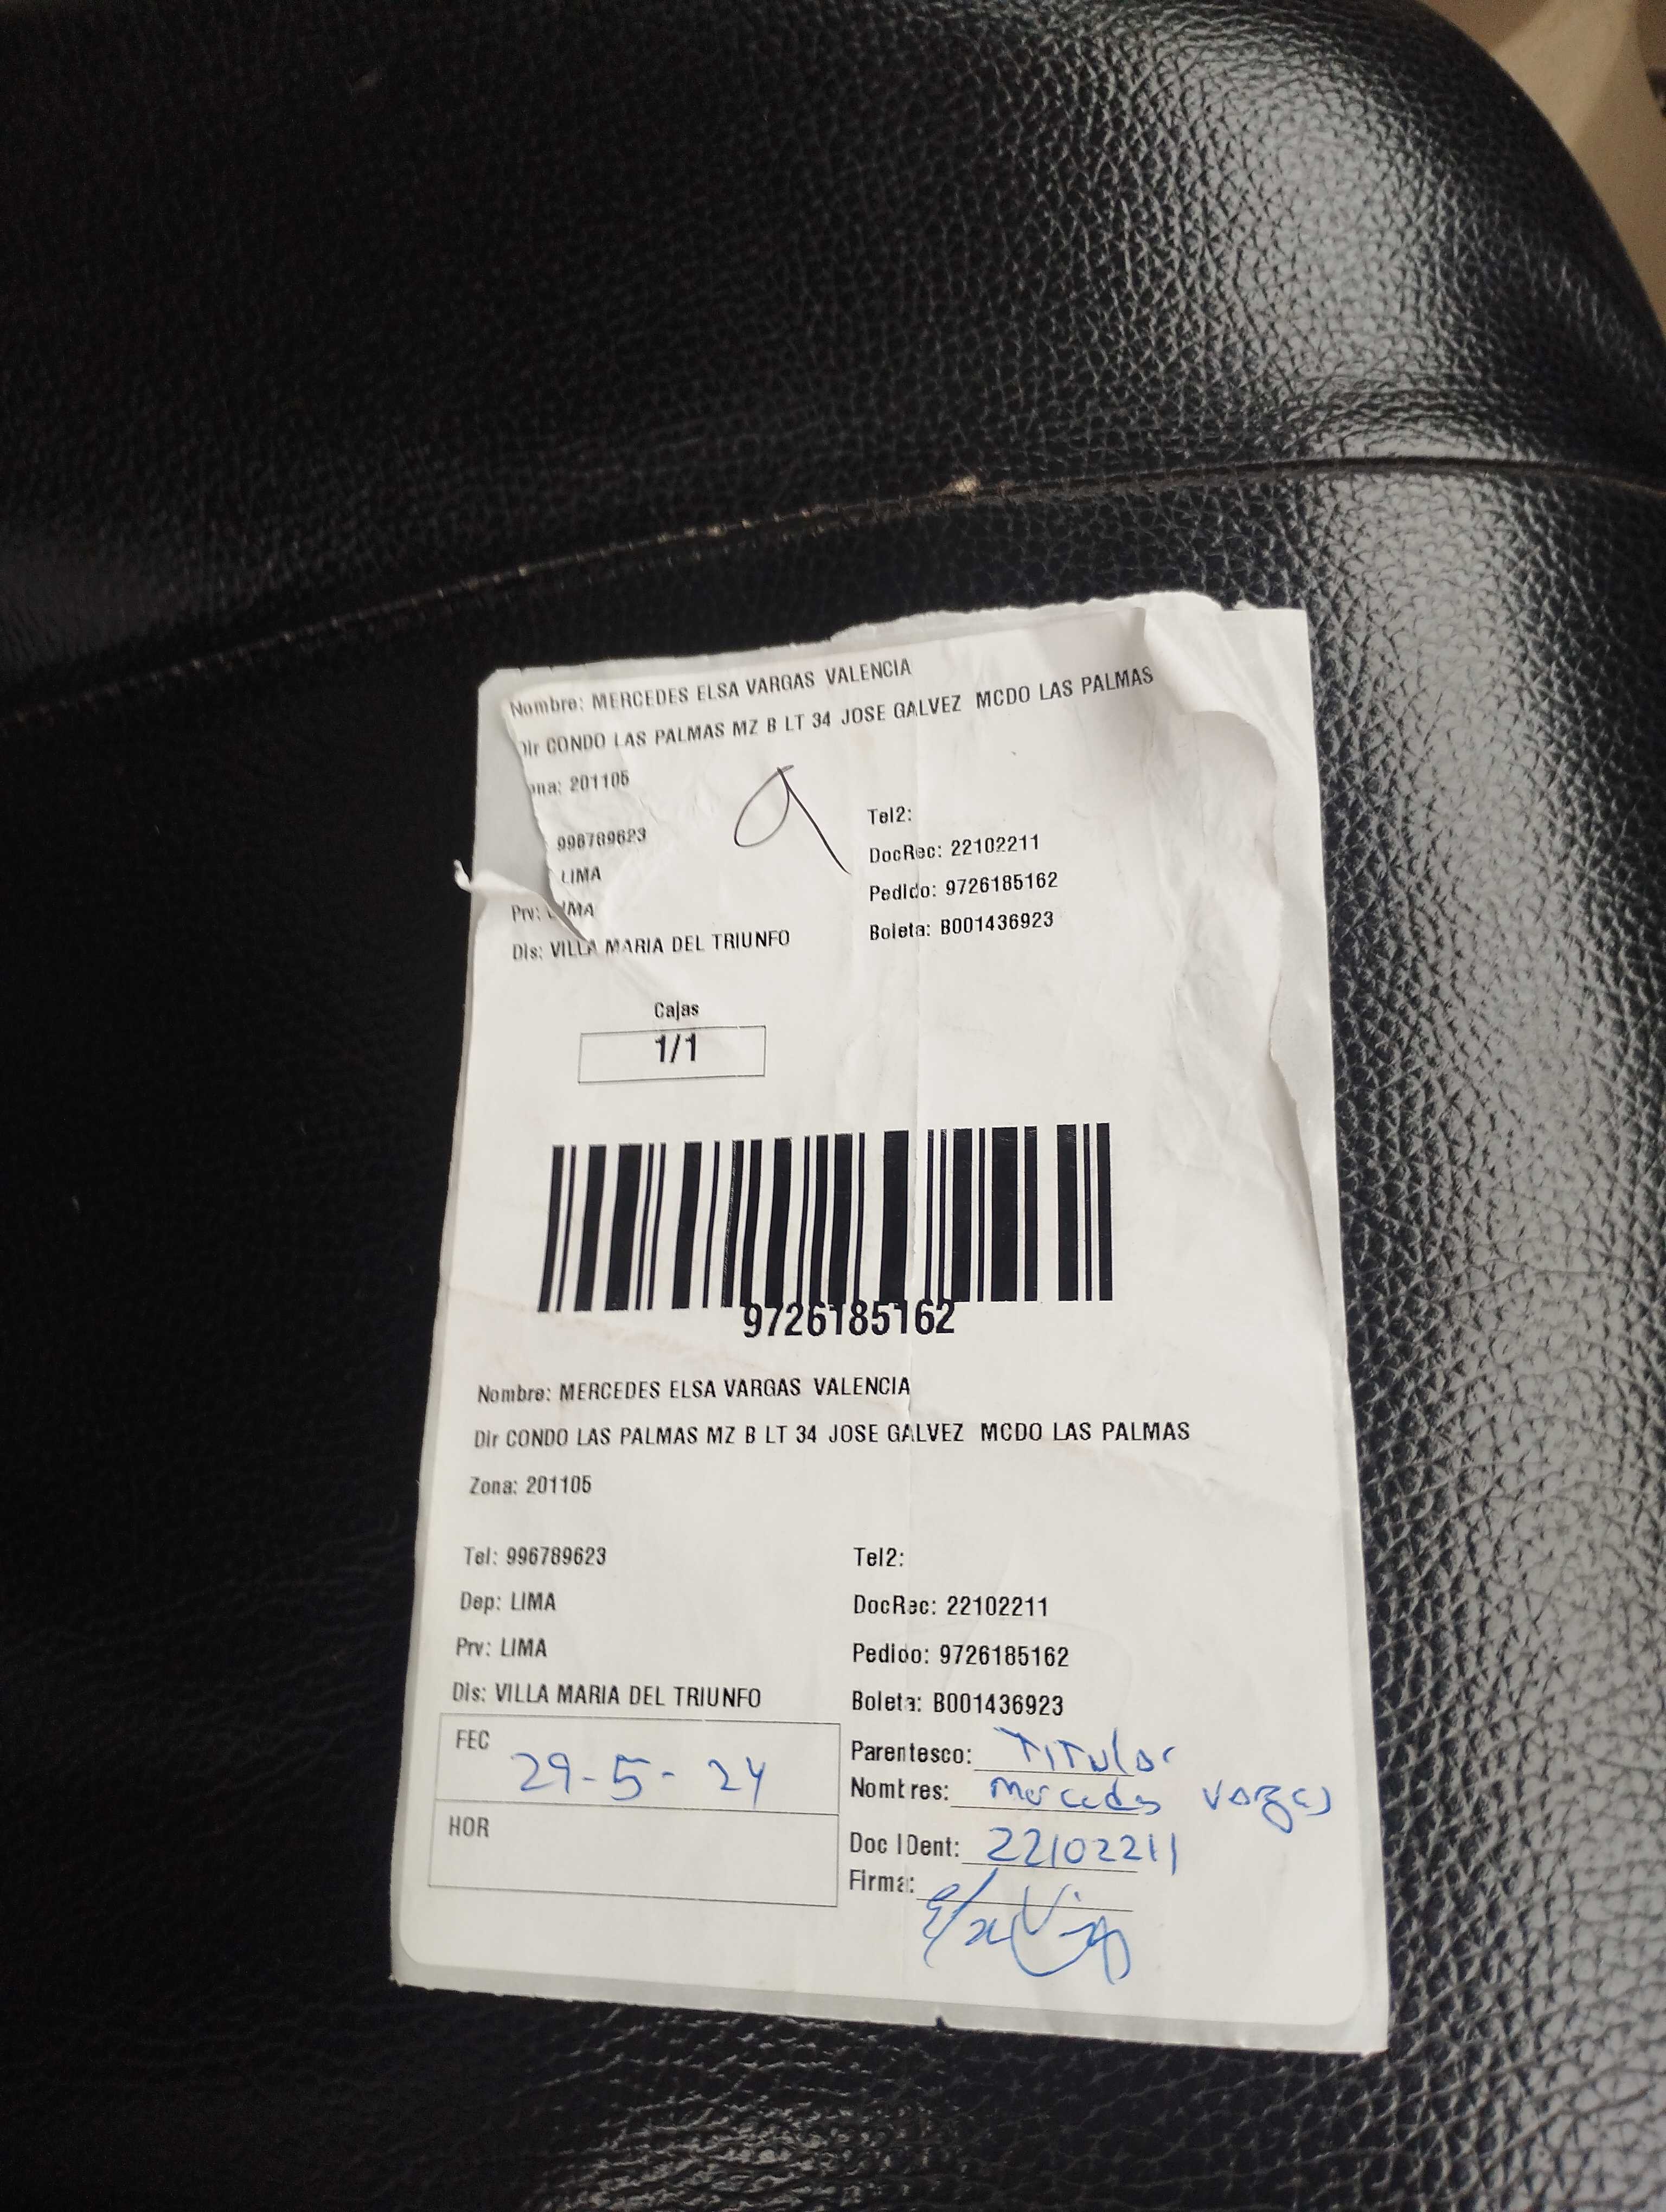 Nombre: MERCEDES ELSA VARGAS VALENCIA
Dir CONDO LAS PALMAS MZ B LT 34 JOSE GALVEZ MCDO LAS PALMAS
ona: 201105
996789623 Tel2:
LIMA DocRec: 22102211
Prv: LIMA Pedido: 9726185162
Dis: VILLA MARIA DEL TRIUNFO Boleta: B001436923
Cajas
1/1
9726185162
Nombre: MERCEDES ELSA VARGAS VALENCIA
Dir CONDO LAS PALMAS MZ B LT 34 JOSE GALVEZ MCDO LAS PALMAS
Zona: 201105
Tel: 996789623 Tel2:
Dep: LIMA DocRec: 22102211
Prv: LIMA Pedido: 9726185162
Dis: VILLA MARIA DEL TRIUNFO Boleta: B001436923
FEC 29-5-24
HOR
Parentesco: Titular
Nombres: Mercedes Vargas
Doc IDent: 22102211
Firma: